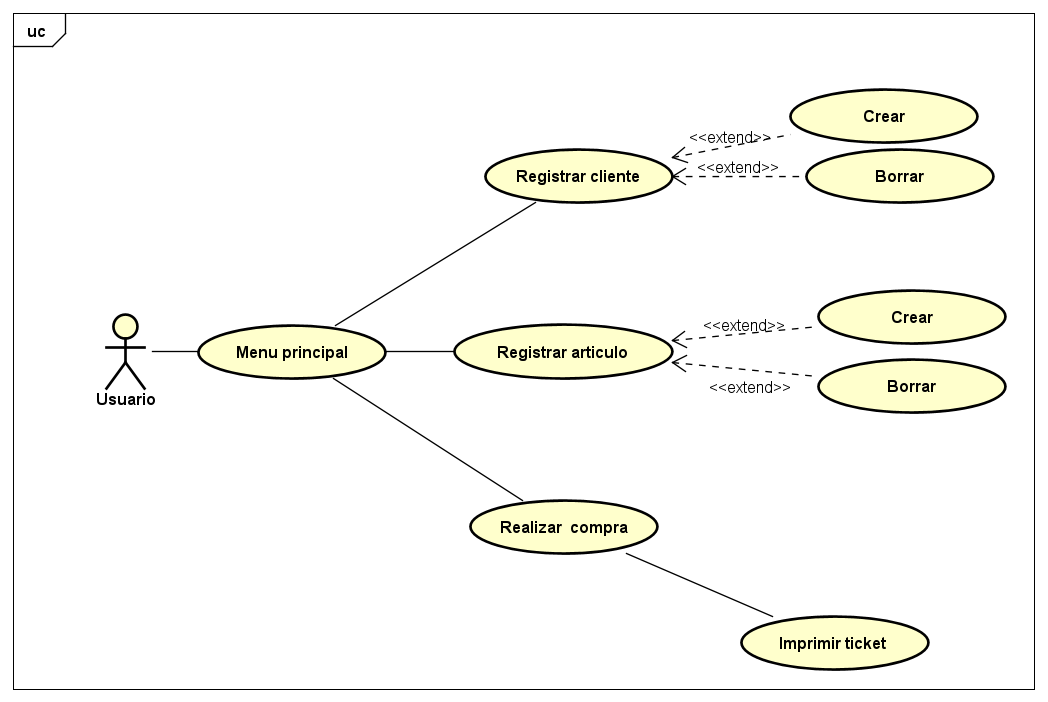 uc
Crear
<<extend>>
Registrar cliente
<<extend>>
Borrar
Crear
<<extend>>
Usuario
Menu principal
Registrar articulo
Borrar
<<extend>>
Realizar  compra
Imprimir ticket